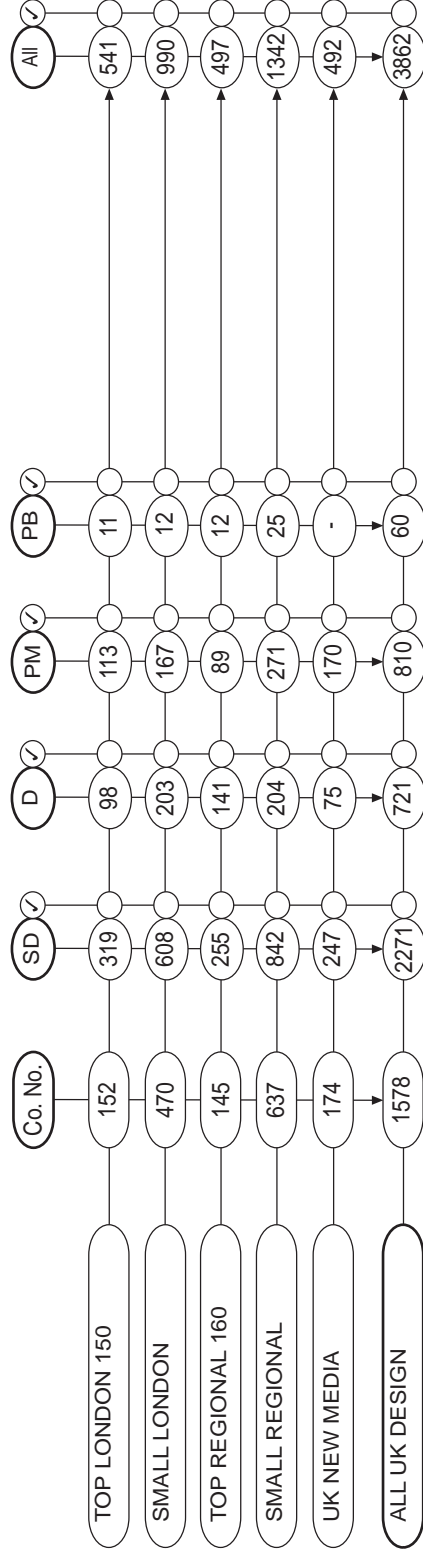 Co. No. SD ✓ D ✓ PM ✓ PB ✓ All ✓
TOP LONDON 150 152 319 98 113 11 541
SMALL LONDON 470 608 203 167 12 990
TOP REGIONAL 160 145 255 141 89 12 497
SMALL REGIONAL 637 842 204 271 25 1342
UK NEW MEDIA 174 247 75 170 - 492
ALL UK DESIGN 1578 2271 721 810 60 3862